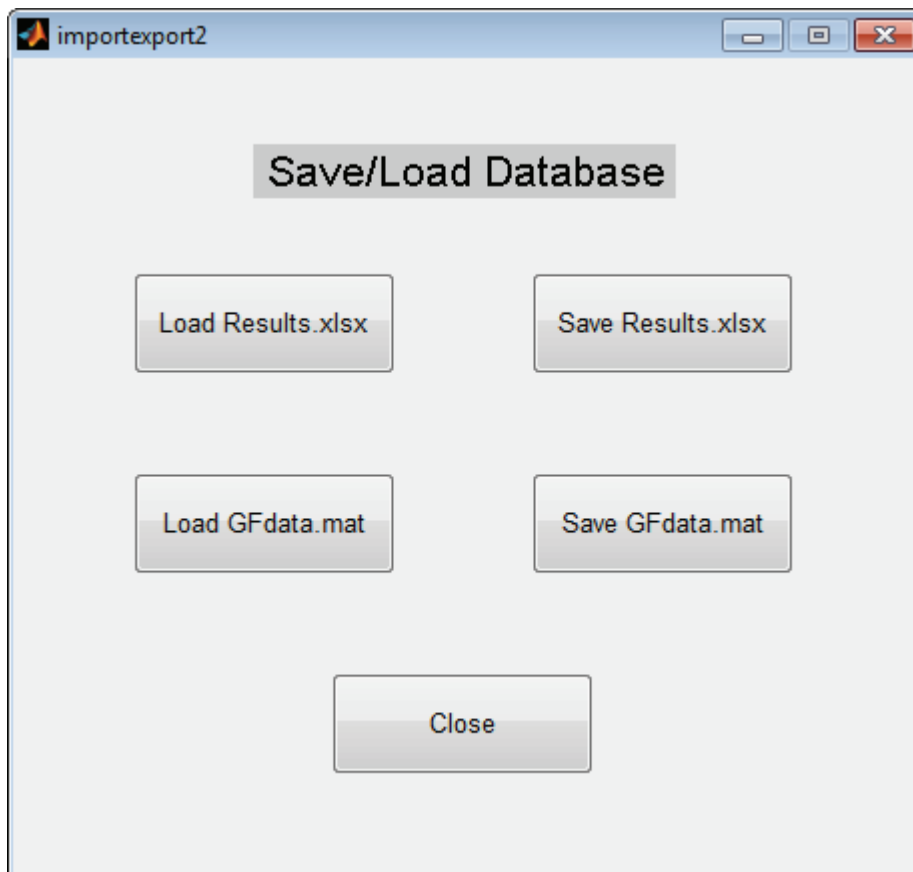 importexport2
Save/Load Database
Load Results.xlsx
Save Results.xlsx
Load GFdata.mat
Save GFdata.mat
Close